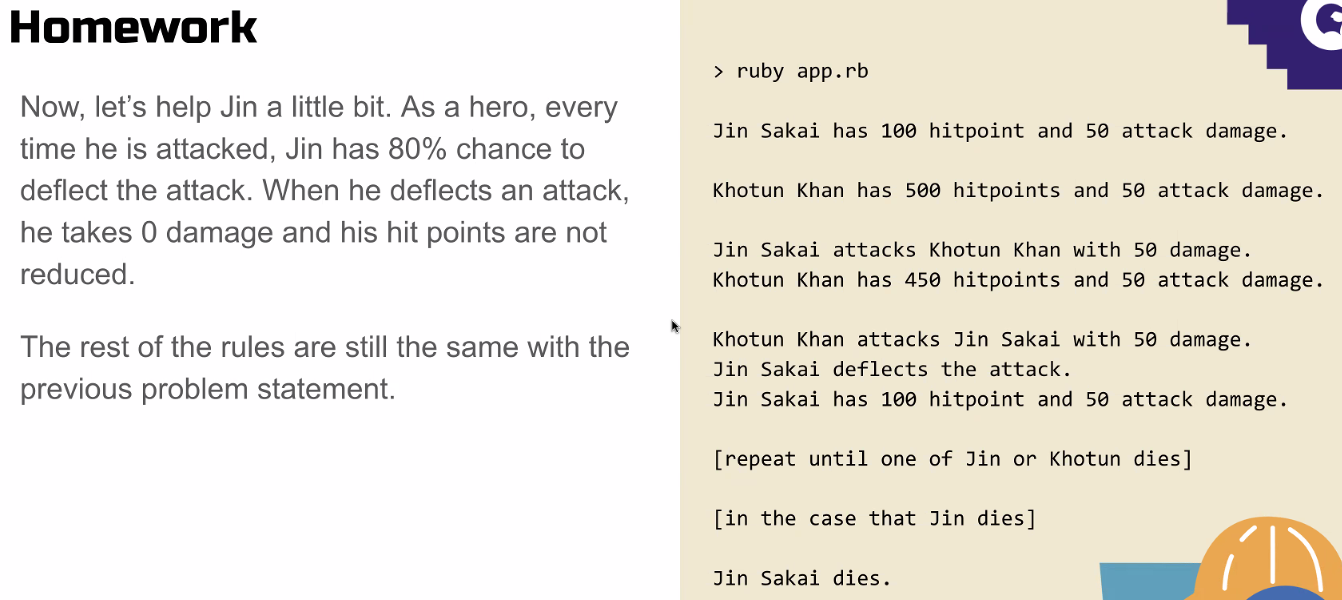 Homework
Now, let’s help Jin a little bit. As a hero, every
time he is attacked, Jin has 80% chance to
deflect the attack. When he deflects an attack,
he takes 0 damage and his hit points are not
reduced.
The rest of the rules are still the same with the
previous problem statement.
> ruby app.rb
Jin Sakai has 100 hitpoint and 50 attack damage.
Khotun Khan has 500 hitpoints and 50 attack damage.
Jin Sakai attacks Khotun Khan with 50 damage.
Khotun Khan has 450 hitpoints and 50 attack damage.
Khotun Khan attacks Jin Sakai with 50 damage.
Jin Sakai deflects the attack.
Jin Sakai has 100 hitpoint and 50 attack damage.
[repeat until one of Jin or Khotun dies]
[in the case that Jin dies]
Jin Sakai dies.